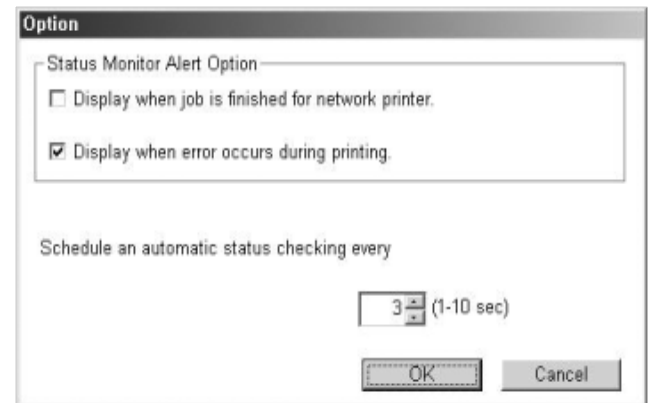 Option
Status Monitor Alert Option
Display when job is finished for network printer.
Display when error occurs during printing.
Schedule an automatic status checking every
3 (1-10 sec)
OK Cancel